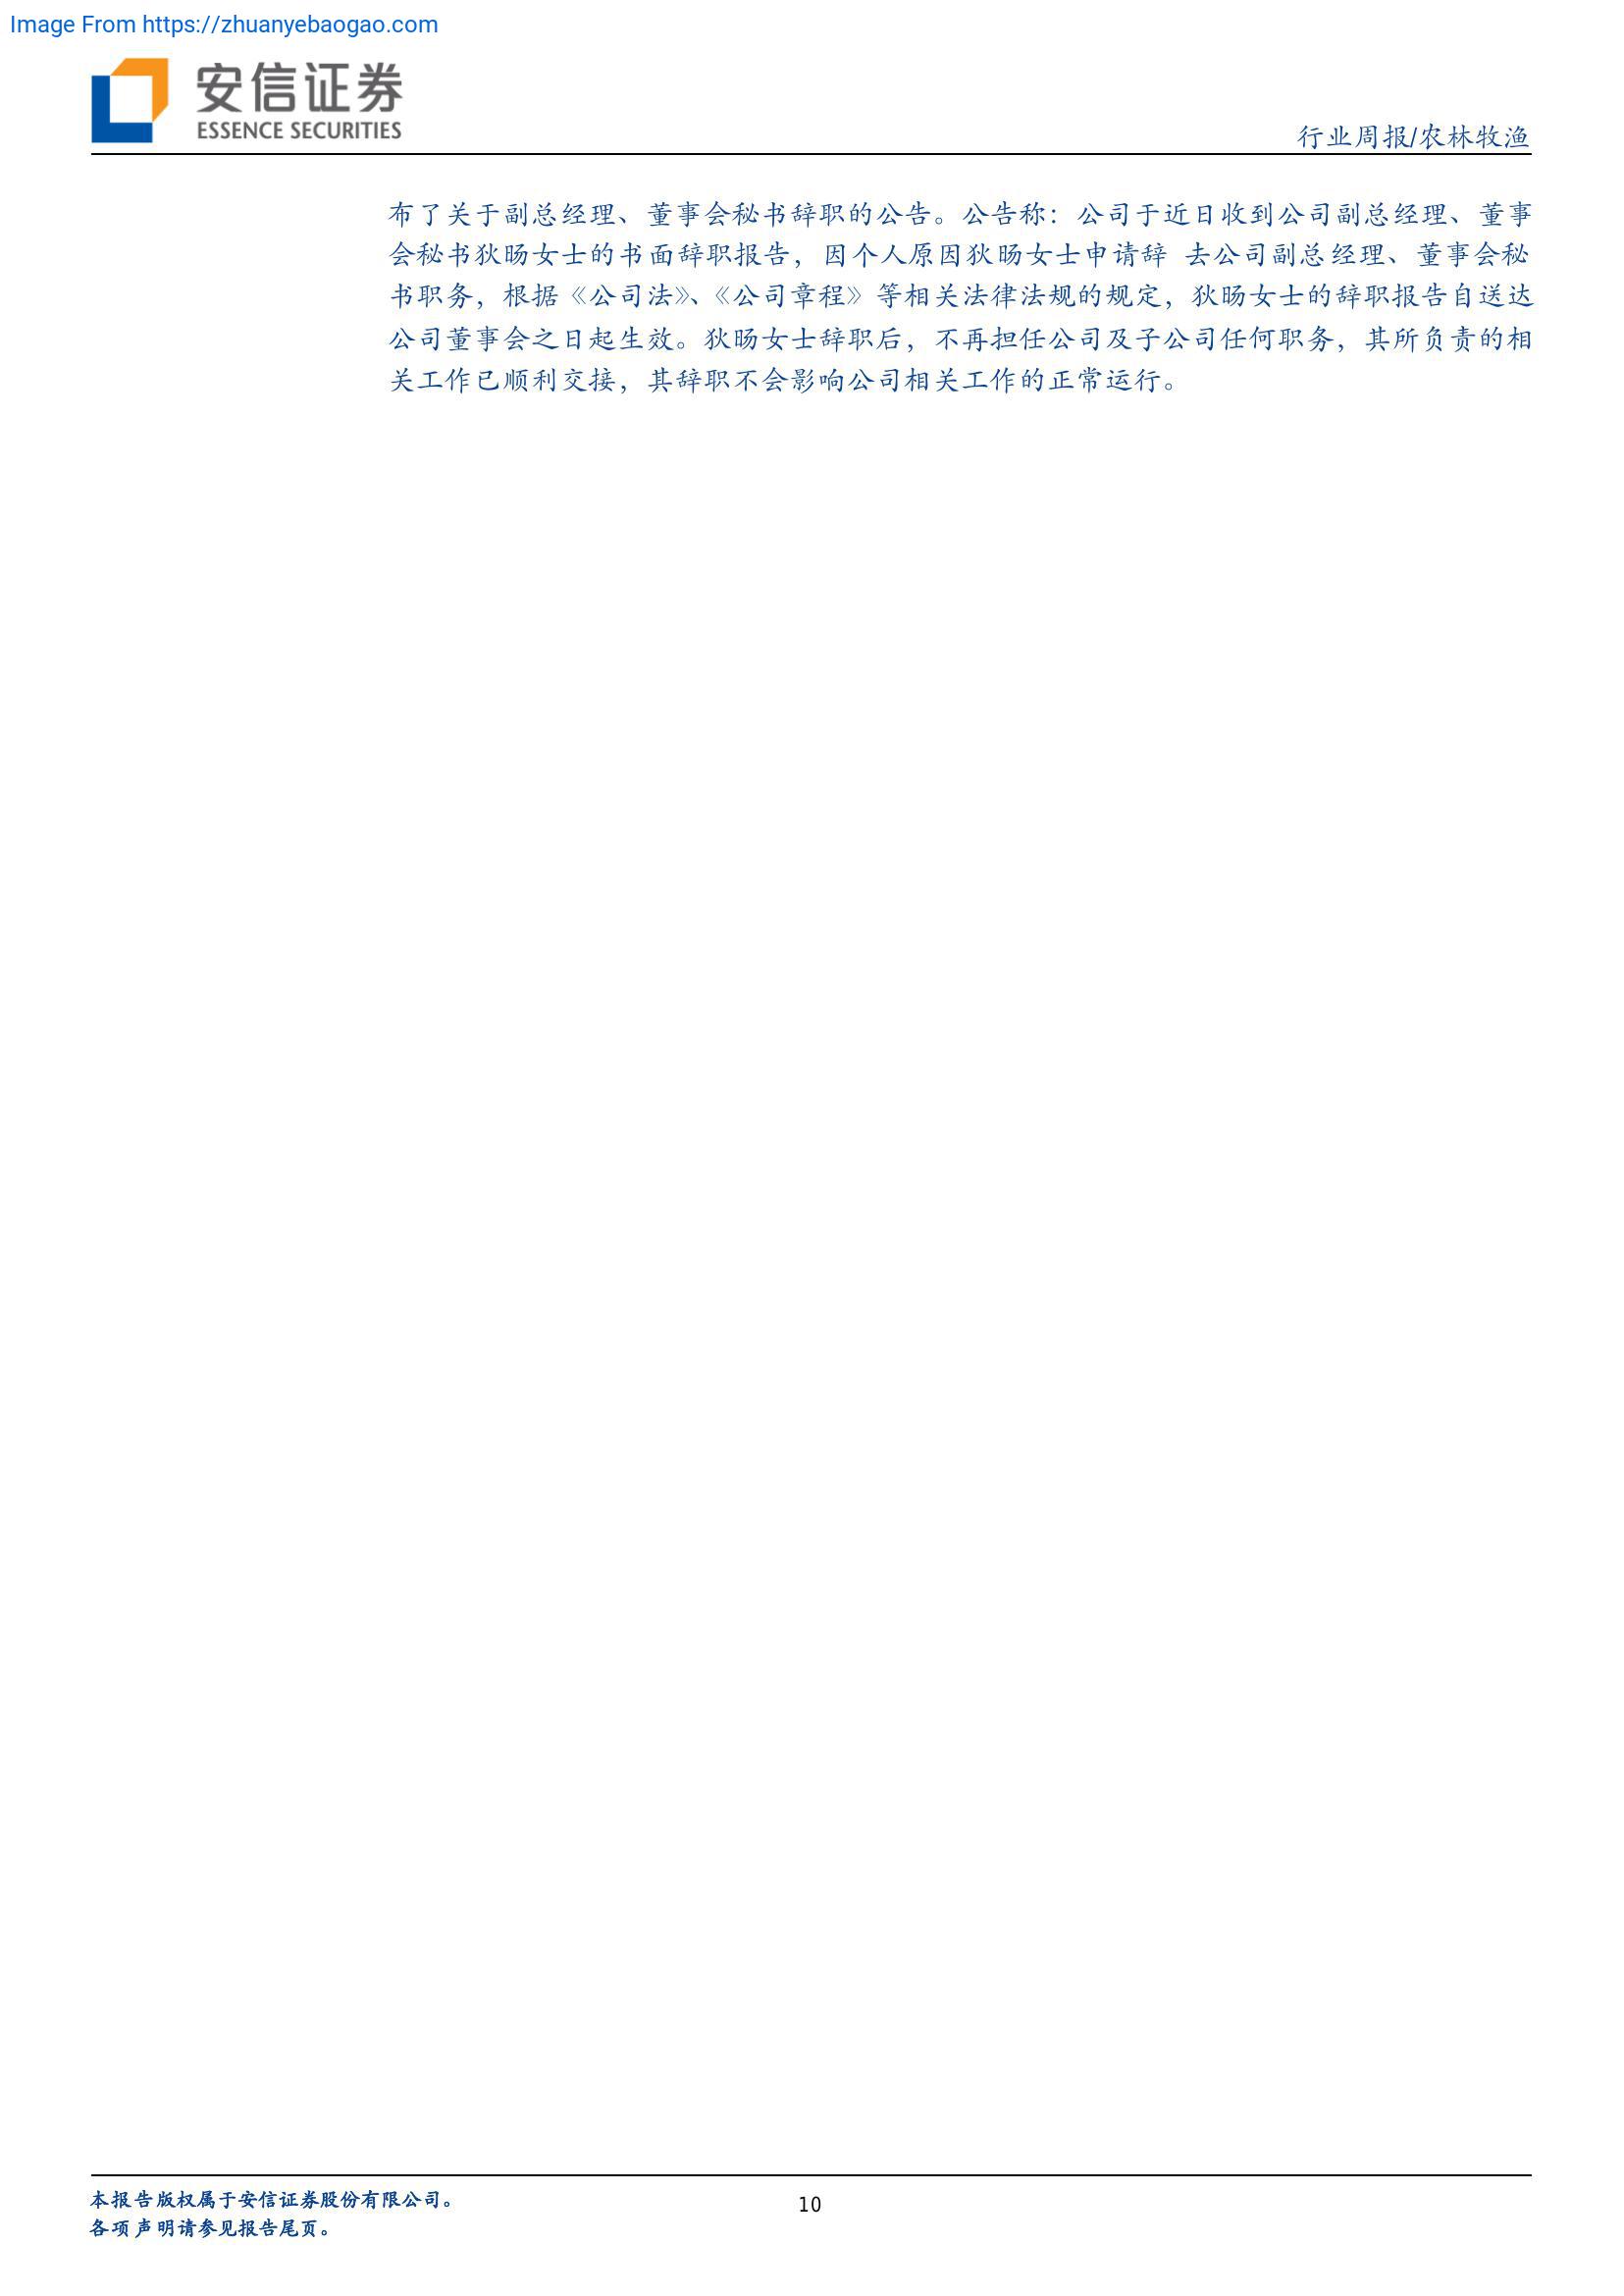 Image From https://zhuanyebaogao.com
安信证券
ESSENCE SECURITIES
行业周报/农林牧渔
布了关于副总经理、董事会秘书辞职的公告。公告称：公司于近日收到公司副总经理、董事
会秘书狄旸女士的书面辞职报告，因个人原因狄旸女士申请辞 去公司副总经理、董事会秘
书职务，根据《公司法》、《公司章程》等相关法律法规的规定，狄旸女士的辞职报告自送达
公司董事会之日起生效。狄旸女士辞职后，不再担任公司及子公司任何职务，其所负责的相
关工作已顺利交接，其辞职不会影响公司相关工作的正常运行。
本报告版权属于安信证券股份有限公司。
10
各项声明请参见报告尾页。